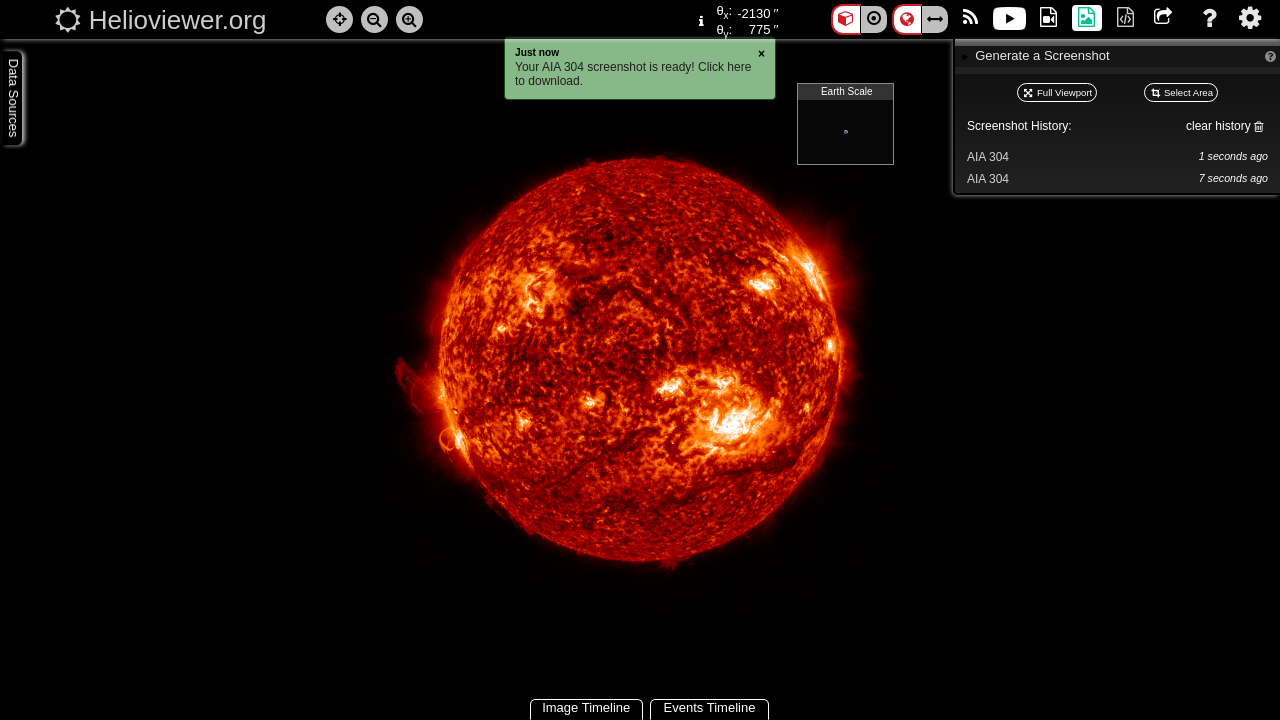 Helioviewer.org
θx: -2130 ″
θy: 775 ″
Data Sources
Just now
×
Your AIA 304 screenshot is ready! Click here
to download.
Earth Scale
Generate a Screenshot
?
Full Viewport
Select Area
Screenshot History:
clear history
AIA 304
1 seconds ago
AIA 304
7 seconds ago
Image Timeline
Events Timeline